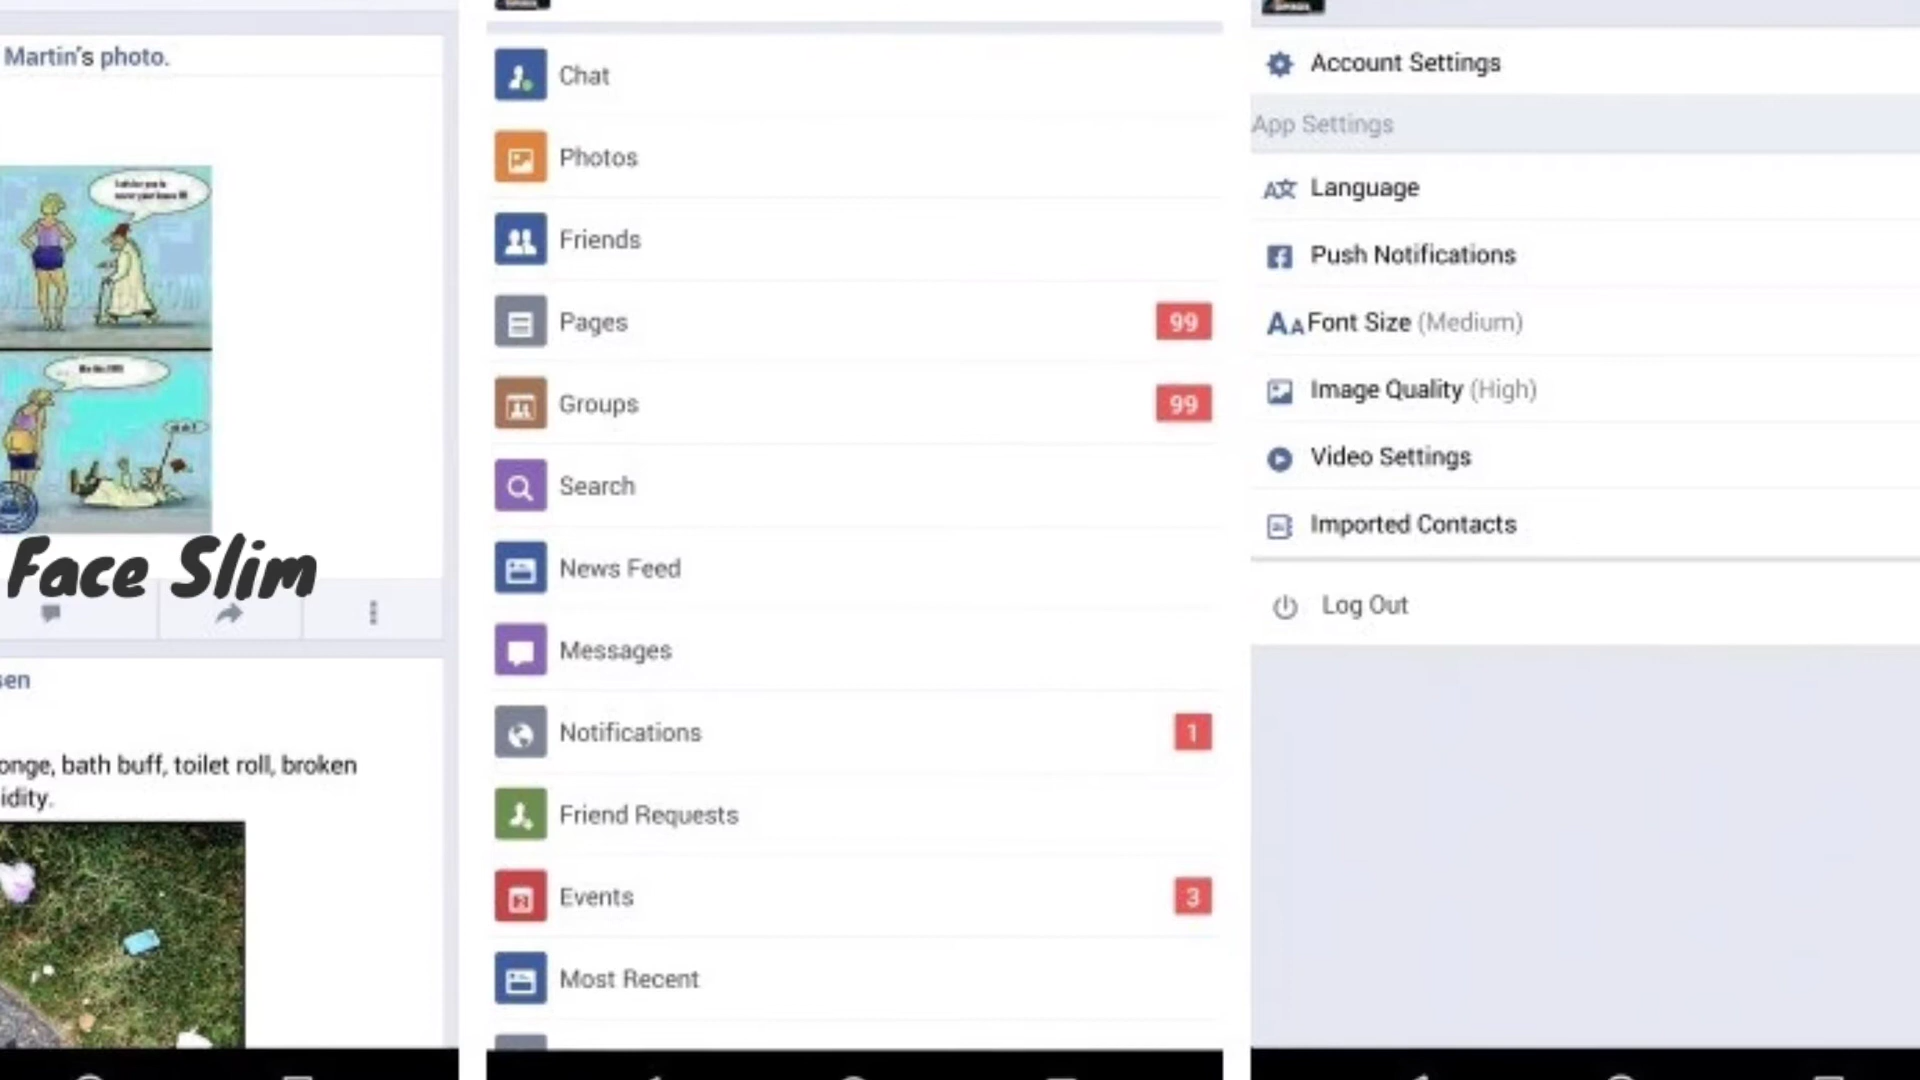 Martin's photo.
Face Slim
sen
onge, bath buff, toilet roll, broken
idity.
Chat
Photos
Friends
Pages 99
Groups 99
Search
News Feed
Messages
Notifications 1
Friend Requests
Events 3
Most Recent
Account Settings
App Settings
Language
Push Notifications
Font Size (Medium)
Image Quality (High)
Video Settings
Imported Contacts
Log Out